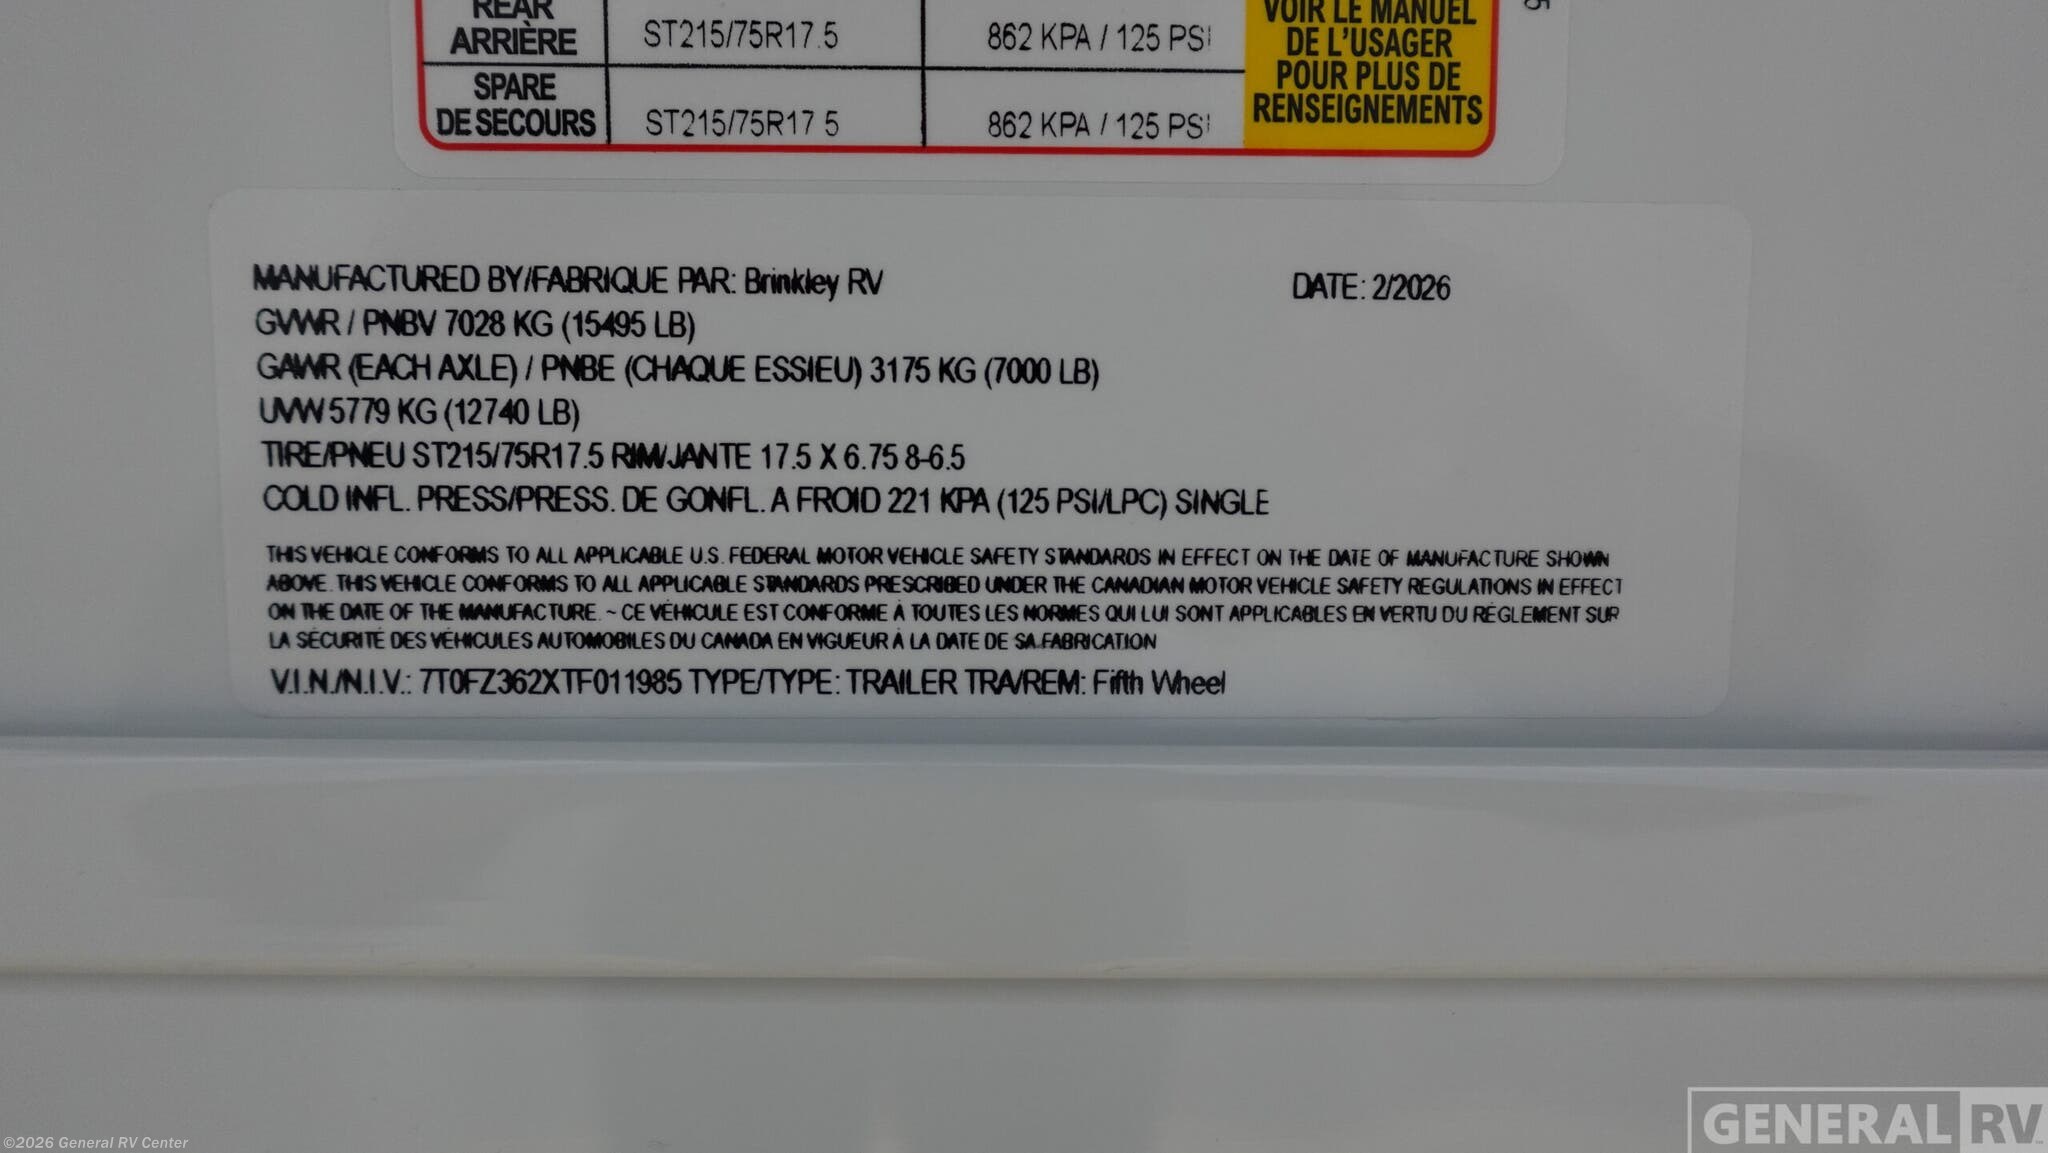 REAR
ARRIÈRE ST215/75R17.5 862 KPA / 125 PSI
SPARE
DE SECOURS ST215/75R17 5 862 KPA / 125 PSI
VOIR LE MANUEL
DE L'USAGER
POUR PLUS DE
RENSEIGNEMENTS
MANUFACTURED BY/FABRIQUE PAR: Brinkley RV DATE: 2/2026
GVWR / PNBV 7028 KG (15495 LB)
GAWR (EACH AXLE) / PNBE (CHAQUE ESSIEU) 3175 KG (7000 LB)
UVW 5779 KG (12740 LB)
TIRE/PNEU ST215/75R17.5 RIM/JANTE 17.5 X 6.75 8-6.5
COLD INFL. PRESS/PRESS. DE GONFL. A FROID 221 KPA (125 PSI/LPC) SINGLE
THIS VEHICLE CONFORMS TO ALL APPLICABLE U.S. FEDERAL MOTOR VEHICLE SAFETY STANDARDS IN EFFECT ON THE DATE OF MANUFACTURE SHOWN
ABOVE. THIS VEHICLE CONFORMS TO ALL APPLICABLE STANDARDS PRESCRIBED UNDER THE CANADIAN MOTOR VEHICLE SAFETY REGULATIONS IN EFFECT
ON THE DATE OF THE MANUFACTURE. ~ CE VÉHICULE EST CONFORME À TOUTES LES NORMES QUI LUI SONT APPLICABLES EN VERTU DU RÈGLEMENT SUR
LA SÉCURITÉ DES VÉHICULES AUTOMOBILES DU CANADA EN VIGUEUR À LA DATE DE SA FABRICATION
V.I.N./N.I.V.: 7T0FZ362XTF011985 TYPE/TYPE: TRAILER TRA/REM: Fifth Wheel
©2026 General RV Center
GENERAL RV